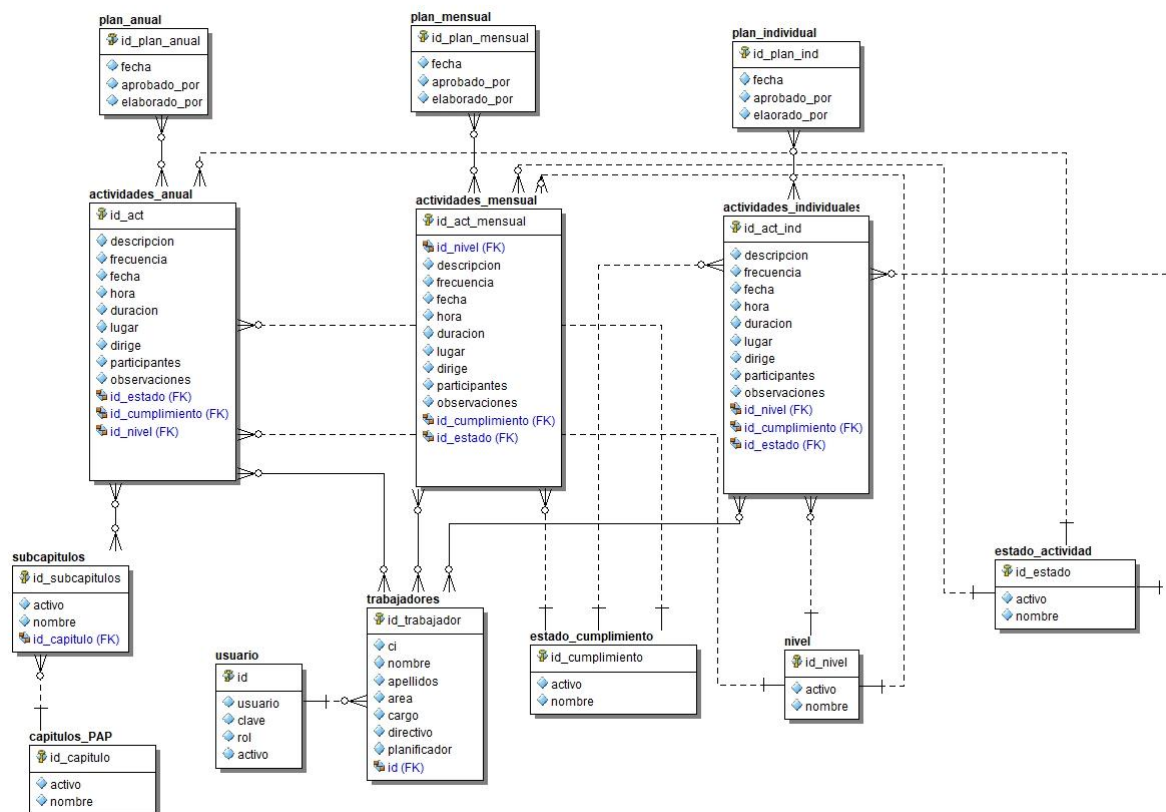 plan_anual
id_plan_anual
fecha
aprobado_por
elaborado_por
plan_mensual
id_plan_mensual
fecha
aprobado_por
elaborado_por
plan_individual
id_plan_ind
fecha
aprobado_por
elaorado_por
actividades_anual
id_act
descripcion
frecuencia
fecha
hora
duracion
lugar
dirige
participantes
observaciones
id_estado (FK)
id_cumplimiento (FK)
id_nivel (FK)
actividades_mensual
id_act_mensual
id_nivel (FK)
descripcion
frecuencia
fecha
hora
duracion
lugar
dirige
participantes
observaciones
id_cumplimiento (FK)
id_estado (FK)
actividades_individuales
id_act_ind
descripcion
frecuencia
fecha
hora
duracion
lugar
dirige
participantes
observaciones
id_nivel (FK)
id_cumplimiento (FK)
id_estado (FK)
subcapitulos
id_subcapitulos
activo
nombre
id_capitulo (FK)
capitulos_PAP
id_capitulo
activo
nombre
usuario
id
usuario
clave
rol
activo
trabajadores
id_trabajador
ci
nombre
apellidos
area
cargo
directivo
planificador
id (FK)
estado_cumplimiento
id_cumplimiento
activo
nombre
nivel
id_nivel
activo
nombre
estado_actividad
id_estado
activo
nombre